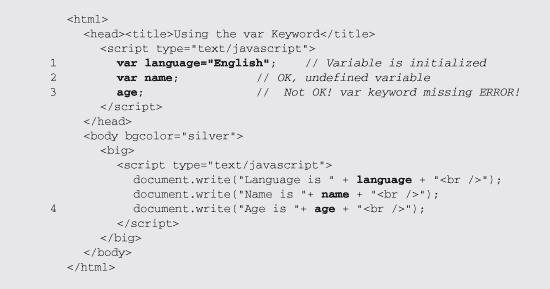 <html>
<head><title>Using the var Keyword</title>
<script type="text/javascript">
1 var language="English"; // Variable is initialized
2 var name; // OK, undefined variable
3 age; // Not OK! var keyword missing ERROR!
</script>
</head>
<body bgcolor="silver">
<big>
<script type="text/javascript">
document.write("Language is " + language + "<br />");
document.write("Name is "+ name + "<br />");
4 document.write("Age is "+ age + "<br />");
</script>
</big>
</body>
</html>